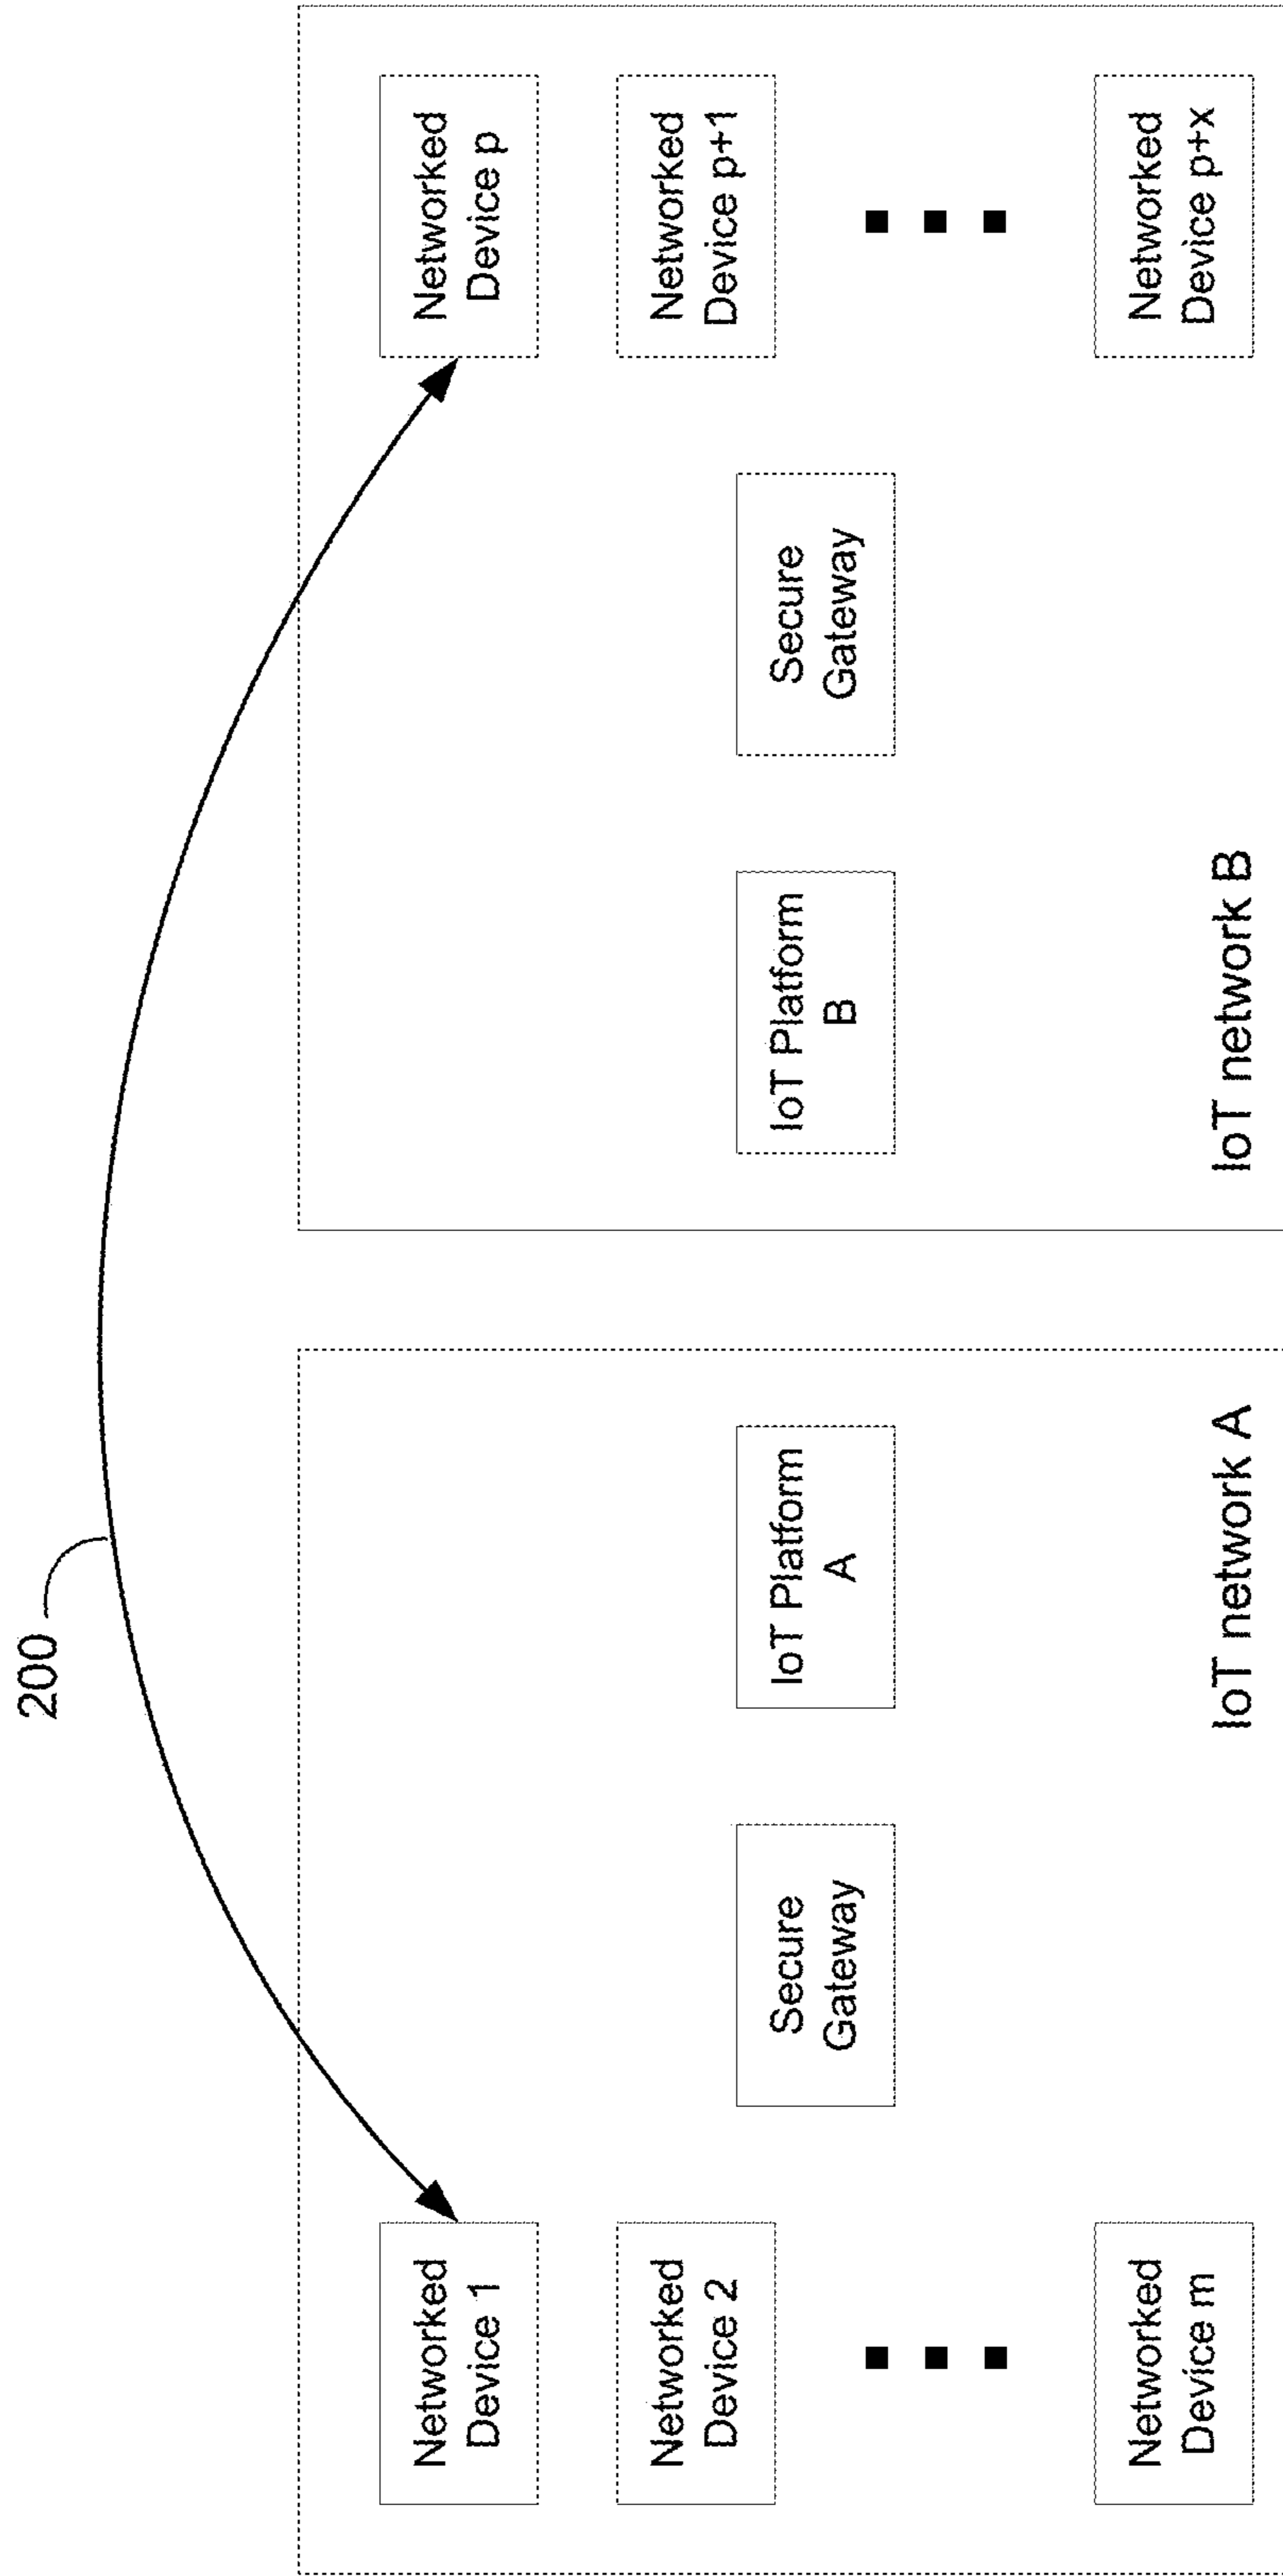 200
Networked
Device 1
Networked
Device 2
Networked
Device m
Secure
Gateway
IoT Platform
A
IoT network A
IoT Platform
B
Secure
Gateway
Networked
Device p
Networked
Device p+1
Networked
Device p+x
IoT network B